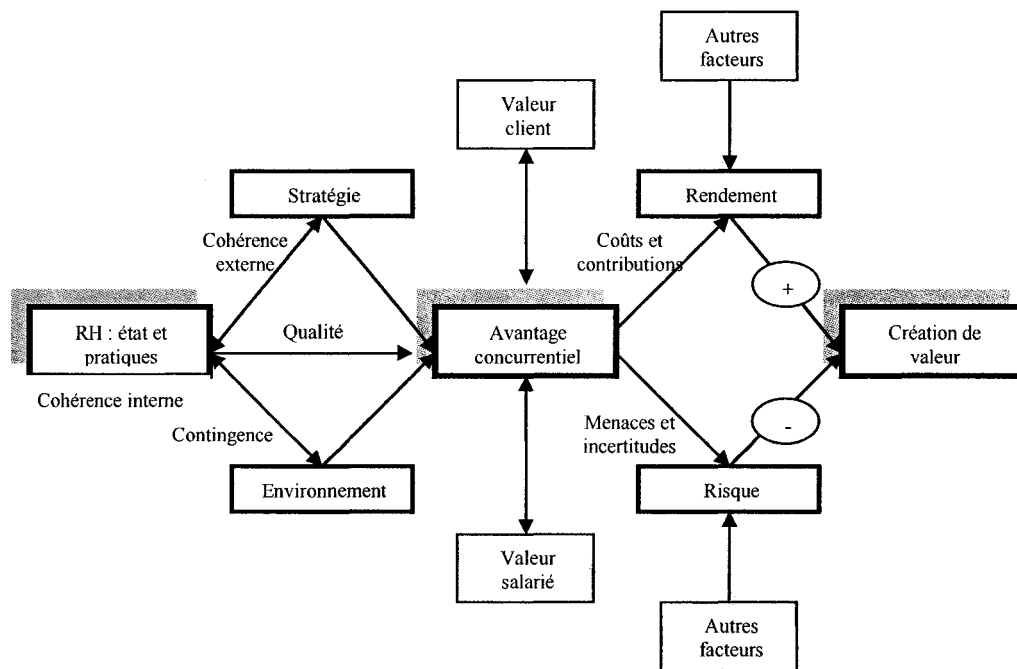 Autres
facteurs
Valeur
client
Stratégie
Rendement
Cohérence
externe
Coûts et
contributions
+
RH : état et
pratiques
Qualité
Avantage
concurrentiel
Création de
valeur
Cohérence interne
Contingence
Menaces et
incertitudes
-
Environnement
Risque
Valeur
salarié
Autres
facteurs